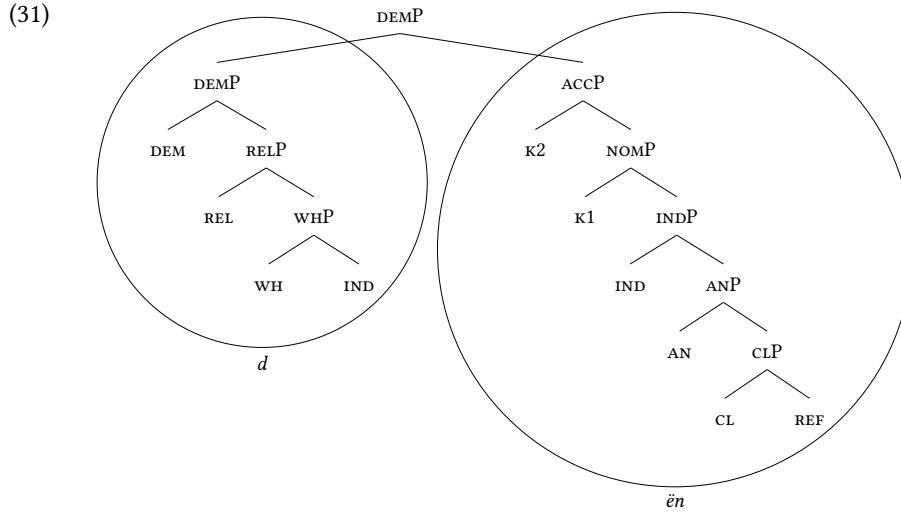 (31)
DEMP
DEMP ACCP
DEM RELP K2 NOMP
REL WHP K1 INDP
WH IND IND ANP
AN CLP
d
CL REF
ën